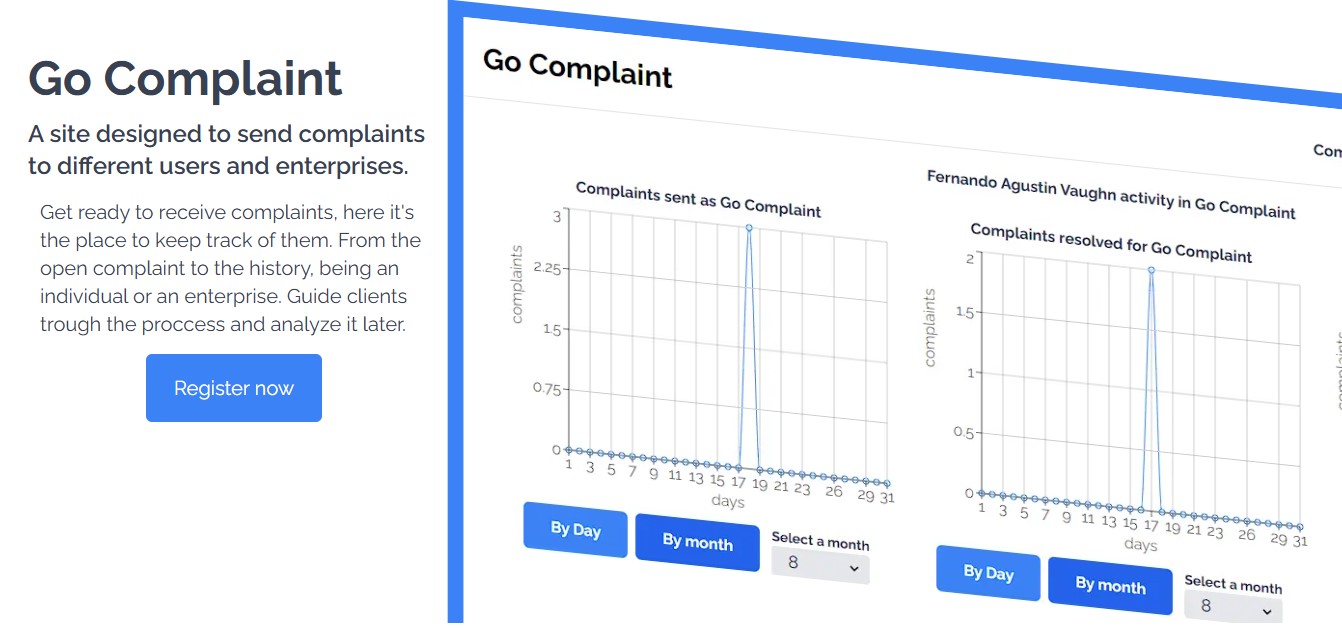 Go Complaint
A site designed to send complaints
to different users and enterprises.
Get ready to receive complaints, here it's
the place to keep track of them. From the
open complaint to the history, being an
individual or an enterprise. Guide clients
trough the proccess and analyze it later.
Register now
Go Complaint
Complaints sent as Go Complaint
complaints
3
2.25
1.5
0.75
0
1 3 5 7 9 11 13 15 17 19 21 23 26 29 31
days
By Day
By month
Select a month
8
Fernando Agustin Vaughn activity in Go Complaint
Complaints resolved for Go Complaint
complaints
2
1.5
1
0.5
0
1 3 5 7 9 11 13 15 17 19 21 23 26 29 31
days
By Day
By month
Select a month
8